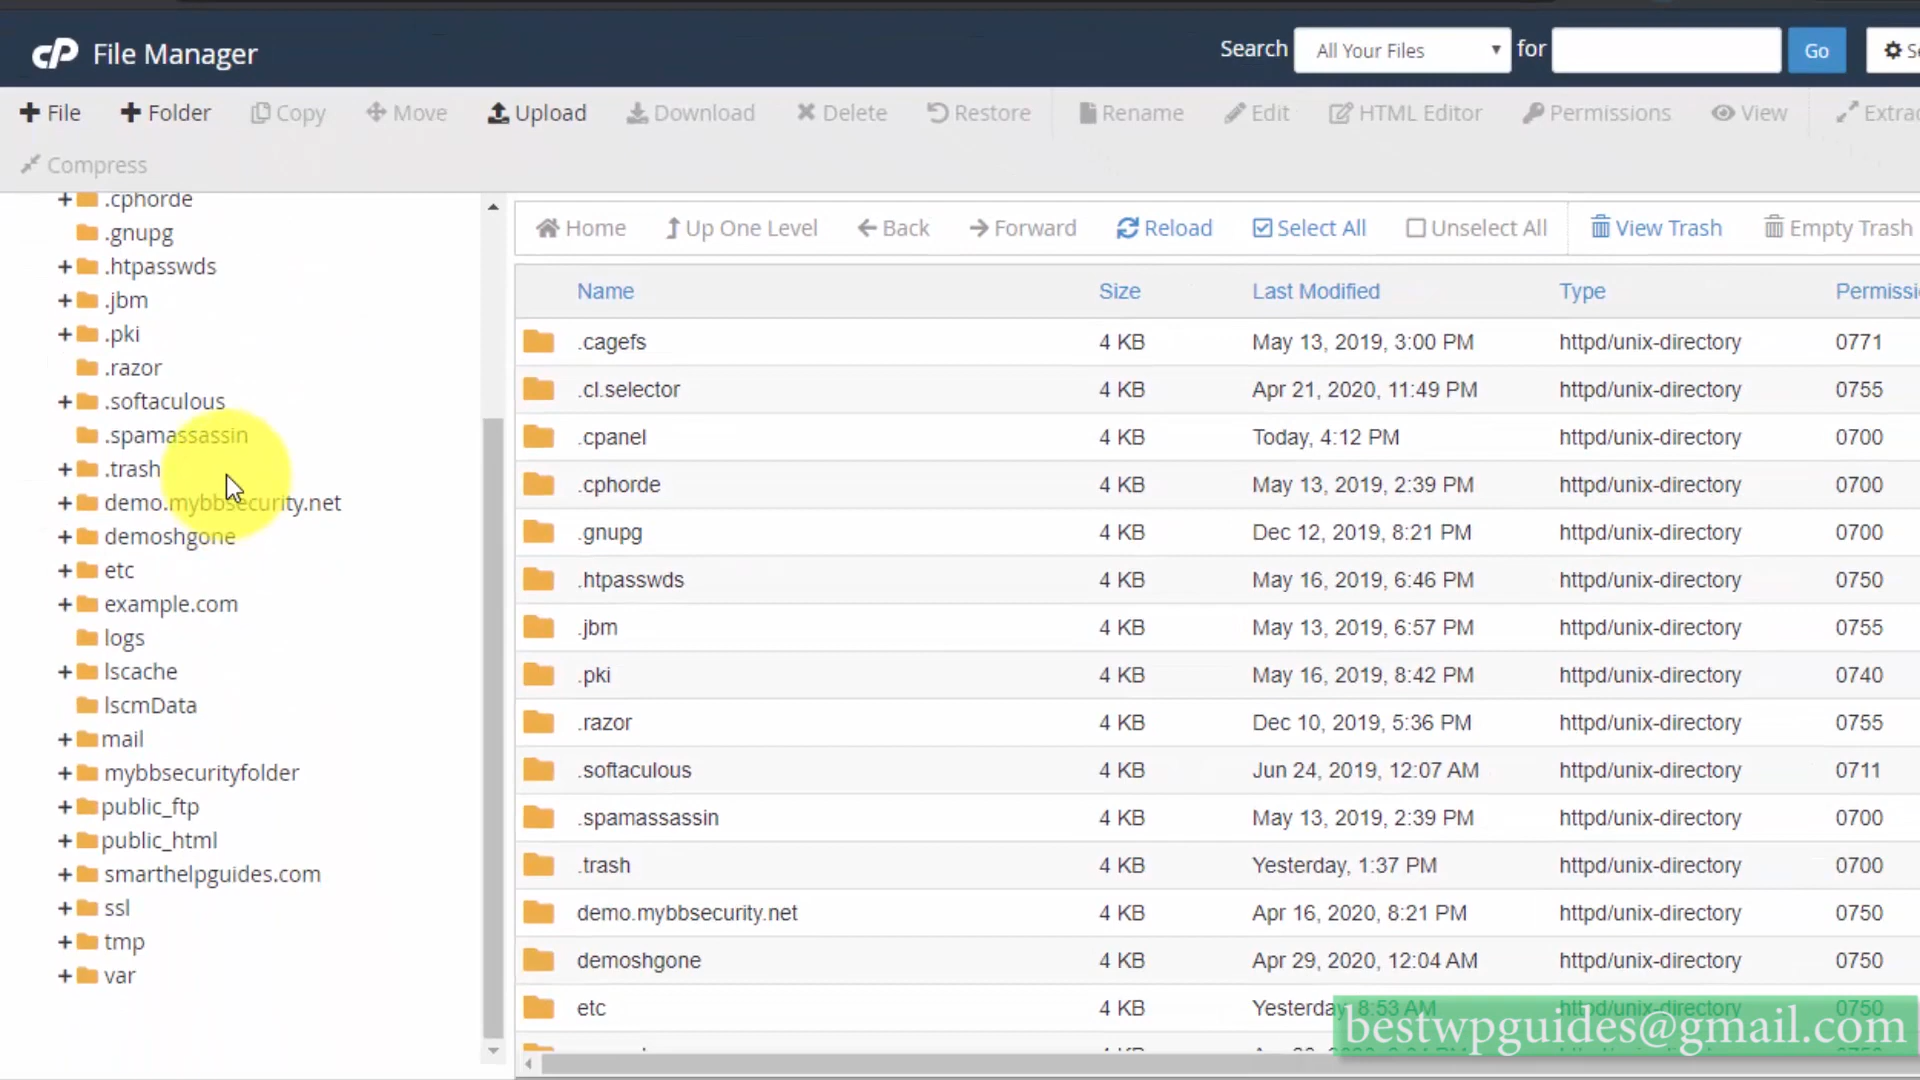 cP File Manager
Search All Your Files for Go
File Folder Copy Move Upload Download Delete Restore Rename Edit HTML Editor Permissions View
Compress
.cphorde
.gnupg
.htpasswds
.jbm
.pki
.razor
.softaculous
.spamassassin
.trash
demo.mybbsecurity.net
demoshgone
etc
example.com
logs
lscache
lscmData
mail
mybbsecurityfolder
public_ftp
public_html
smarthelpguides.com
ssl
tmp
var
Home Up One Level Back Forward Reload Select All Unselect All View Trash Empty Trash
Name Size Last Modified Type
.cagefs 4 KB May 13, 2019, 3:00 PM httpd/unix-directory 0771
.cl.selector 4 KB Apr 21, 2020, 11:49 PM httpd/unix-directory 0755
.cpanel 4 KB Today, 4:12 PM httpd/unix-directory 0700
.cphorde 4 KB May 13, 2019, 2:39 PM httpd/unix-directory 0700
.gnupg 4 KB Dec 12, 2019, 8:21 PM httpd/unix-directory 0700
.htpasswds 4 KB May 16, 2019, 6:46 PM httpd/unix-directory 0750
.jbm 4 KB May 13, 2019, 6:57 PM httpd/unix-directory 0755
.pki 4 KB May 16, 2019, 8:42 PM httpd/unix-directory 0740
.razor 4 KB Dec 10, 2019, 5:36 PM httpd/unix-directory 0755
.softaculous 4 KB Jun 24, 2019, 12:07 AM httpd/unix-directory 0711
.spamassassin 4 KB May 13, 2019, 2:39 PM httpd/unix-directory 0700
.trash 4 KB Yesterday, 1:37 PM httpd/unix-directory 0700
demo.mybbsecurity.net 4 KB Apr 16, 2020, 8:21 PM httpd/unix-directory 0750
demoshgone 4 KB Apr 29, 2020, 12:04 AM httpd/unix-directory 0750
etc 4 KB Yesterday, 8:53 AM httpd/unix-directory 0750
bestwpguides@gmail.com